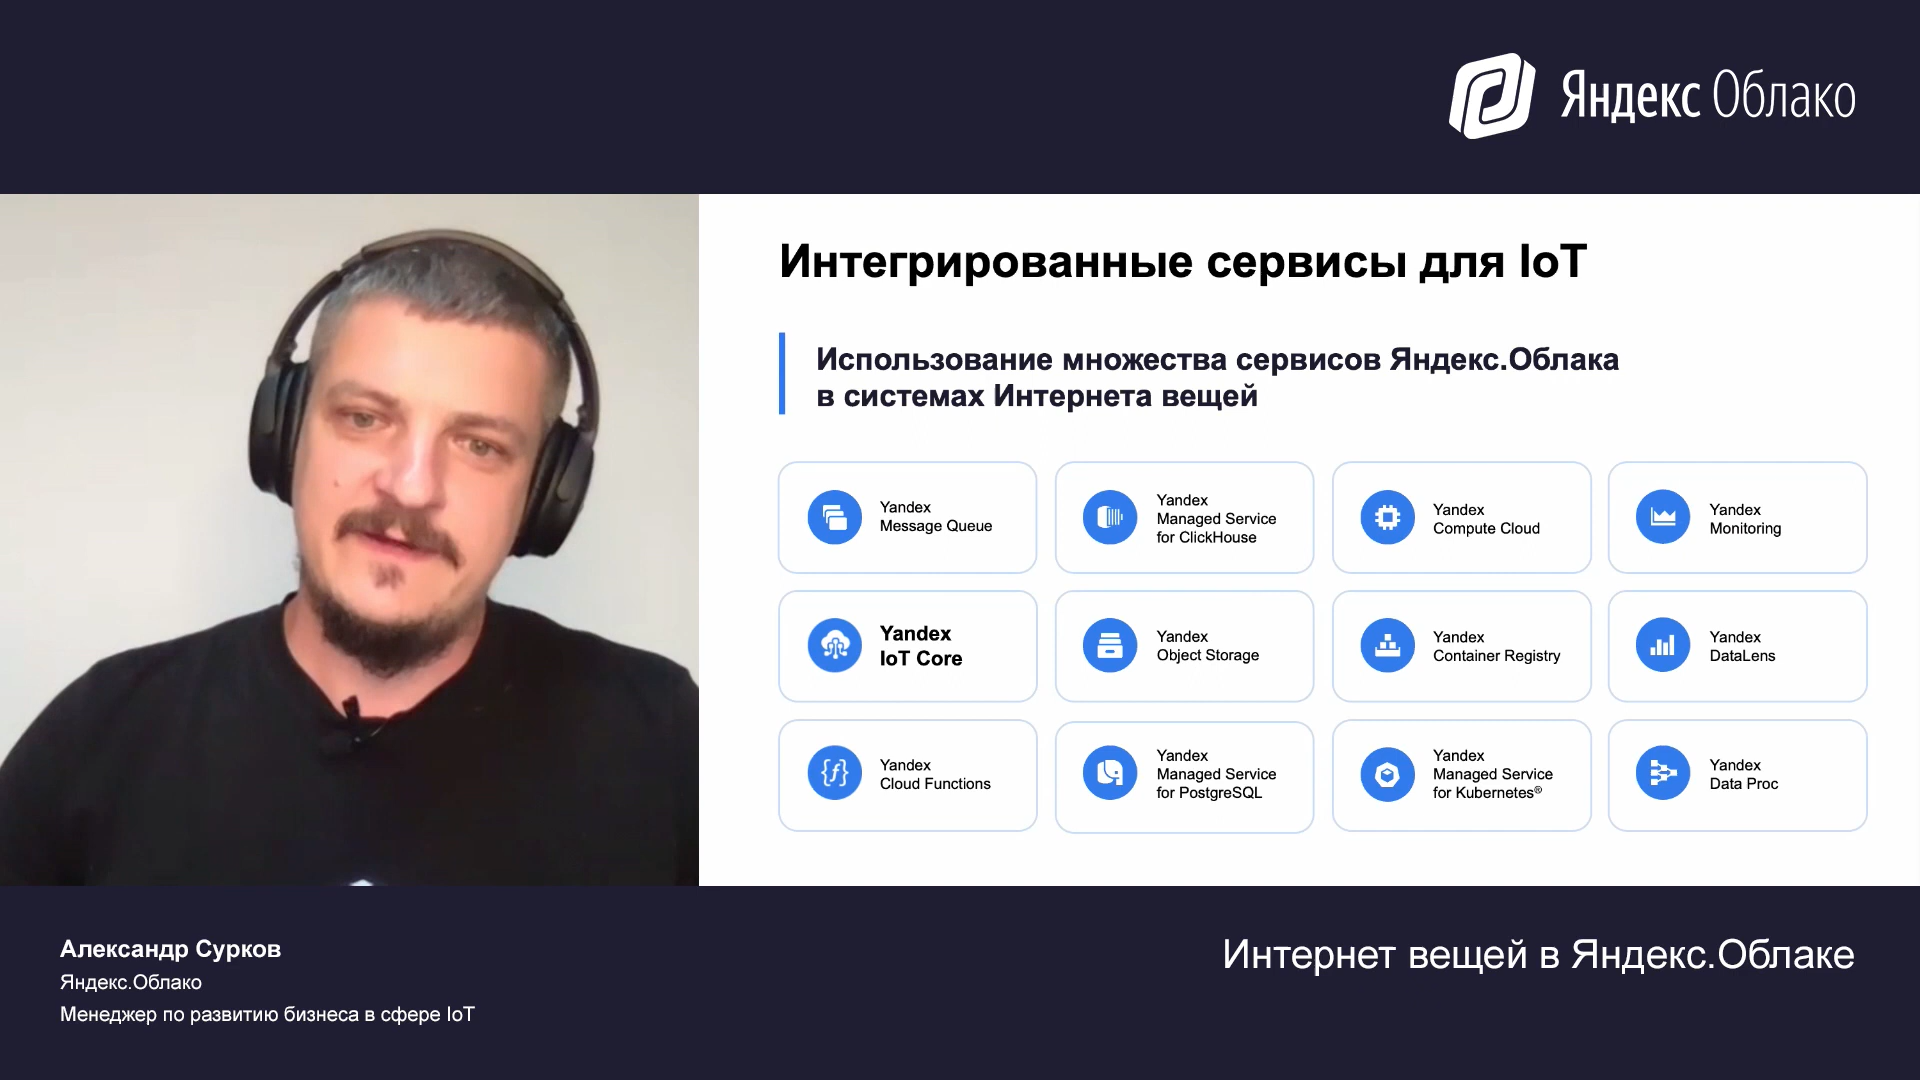 Яндекс Облако
Интегрированные сервисы для IoT
Использование множества сервисов Яндекс.Облака
в системах Интернета вещей
Yandex
Message Queue
Yandex
Managed Service
for ClickHouse
Yandex
Compute Cloud
Yandex
Monitoring
Yandex
IoT Core
Yandex
Object Storage
Yandex
Container Registry
Yandex
DataLens
Yandex
Cloud Functions
Yandex
Managed Service
for PostgreSQL
Yandex
Managed Service
for Kubernetes®
Yandex
Data Proc
Александр Сурков
Яндекс.Облако
Менеджер по развитию бизнеса в сфере IoT
Интернет вещей в Яндекс.Облаке